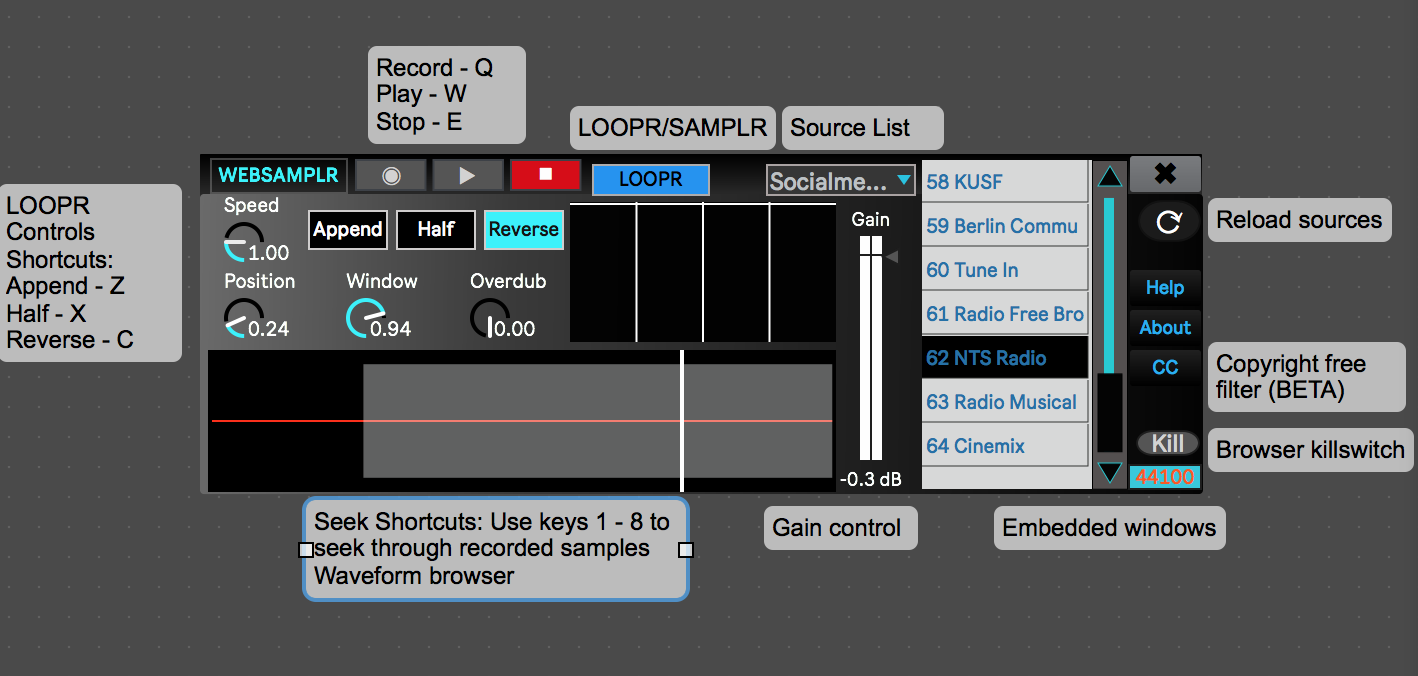 Record - Q
Play - W
Stop - E
LOOPR/SAMPLR
Source List
LOOPR
Controls
Shortcuts:
Append - Z
Half - X
Reverse - C
WEBSAMPLR
LOOPR
Socialme...
Speed
1.00
Append
Half
Reverse
Position
0.24
Window
0.94
Overdub
0.00
Gain
-0.3 dB
58 KUSF
59 Berlin Commu
60 Tune In
61 Radio Free Bro
62 NTS Radio
63 Radio Musical
64 Cinemix
Help
About
CC
Kill
44100
Reload sources
Copyright free
filter (BETA)
Browser killswitch
Seek Shortcuts: Use keys 1 - 8 to
seek through recorded samples
Waveform browser
Gain control
Embedded windows